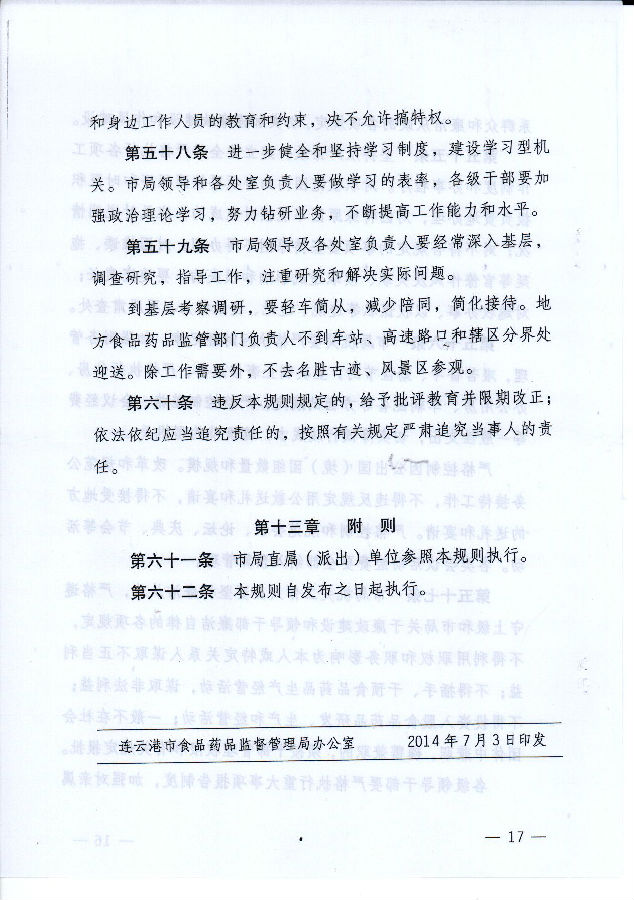 和身边工作人员的教育和约束，决不允许搞特权。
第五十八条 进一步健全和坚持学习制度，建设学习型机
关。市局领导和各处室负责人要做学习的表率，各级干部要加
强政治理论学习，努力钻研业务，不断提高工作能力和水平。
第五十九条 市局领导及各处室负责人要经常深入基层，
调查研究，指导工作，注重研究和解决实际问题。
到基层考察调研，要轻车简从，减少陪同，简化接待。地
方食品药品监管部门负责人不到车站、高速路口和辖区分界处
迎送。除工作需要外，不去名胜古迹、风景区参观。
第六十条 违反本规则规定的，给予批评教育并限期改正；
依法依纪应当追究责任的，按照有关规定严肃追究当事人的责
任。
第十三章 附 则
第六十一条 市局直属（派出）单位参照本规则执行。
第六十二条 本规则自发布之日起执行。
连云港市食品药品监督管理局办公室 2014年7月3日印发
— 17 —